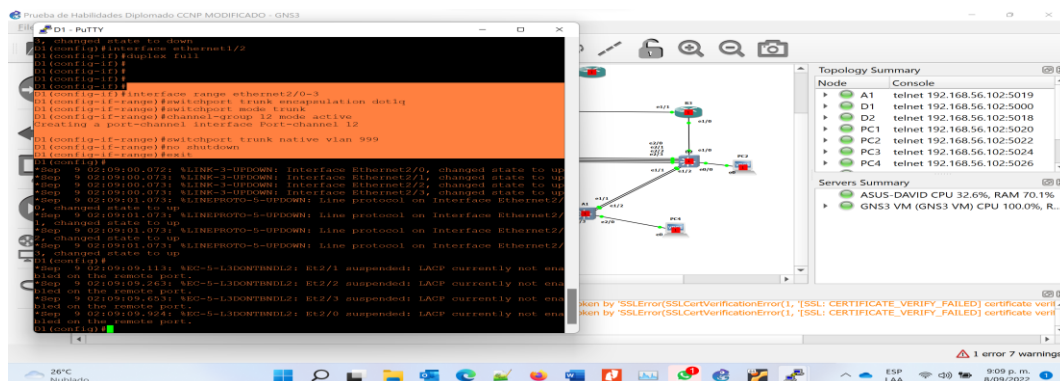 Prueba de Habilidades Diplomado CCNP MODIFICADO - GNS3
D1 - PuTTY
3, changed state to down
D1(config)#interface ethernet1/2
D1(config-if)#duplex full
D1(config-if)#
D1(config-if)#
D1(config-if)#
D1(config-if)#
D1(config-if)#interface range ethernet2/0-3
D1(config-if-range)#switchport trunk encapsulation dot1q
D1(config-if-range)#switchport mode trunk
D1(config-if-range)#channel-group 12 mode active
Creating a port-channel interface Port-channel 12
D1(config-if-range)#switchport trunk native vlan 999
D1(config-if-range)#no shutdown
D1(config-if-range)#exit
D1(config)#
*Sep 9 02:09:00.072: %LINK-3-UPDOWN: Interface Ethernet2/0, changed state to up
*Sep 9 02:09:00.073: %LINK-3-UPDOWN: Interface Ethernet2/1, changed state to up
*Sep 9 02:09:00.073: %LINK-3-UPDOWN: Interface Ethernet2/2, changed state to up
*Sep 9 02:09:00.073: %LINK-3-UPDOWN: Interface Ethernet2/3, changed state to up
*Sep 9 02:09:01.073: %LINEPROTO-5-UPDOWN: Line protocol on Interface Ethernet2/
0, changed state to up
*Sep 9 02:09:01.073: %LINEPROTO-5-UPDOWN: Line protocol on Interface Ethernet2/
1, changed state to up
*Sep 9 02:09:01.073: %LINEPROTO-5-UPDOWN: Line protocol on Interface Ethernet2/
2, changed state to up
*Sep 9 02:09:01.073: %LINEPROTO-5-UPDOWN: Line protocol on Interface Ethernet2/
3, changed state to up
D1(config)#
*Sep 9 02:09:09.113: %EC-5-L3DONTBNDL2: Et2/1 suspended: LACP currently not ena
bled on the remote port.
*Sep 9 02:09:09.263: %EC-5-L3DONTBNDL2: Et2/2 suspended: LACP currently not ena
bled on the remote port.
*Sep 9 02:09:09.653: %EC-5-L3DONTBNDL2: Et2/3 suspended: LACP currently not ena
bled on the remote port.
*Sep 9 02:09:09.924: %EC-5-L3DONTBNDL2: Et2/0 suspended: LACP currently not ena
bled on the remote port.
D1(config)#
e1/1
e1/0
PC3
A1
e1/1
e1/2
PC4
Topology Summary
Node Console
A1 telnet 192.168.56.102:5019
D1 telnet 192.168.56.102:5000
D2 telnet 192.168.56.102:5018
PC1 telnet 192.168.56.102:5020
PC2 telnet 192.168.56.102:5022
PC3 telnet 192.168.56.102:5024
PC4 telnet 192.168.56.102:5026
Servers Summary
ASUS-DAVID CPU 32.6%, RAM 70.1%
GNS3 VM (GNS3 VM) CPU 100.0%, R...
oken by 'SSLError(SSLCertVerificationError(1, '[SSL: CERTIFICATE_VERIFY_FAILED] certificate verif
oken by 'SSLError(SSLCertVerificationError(1, '[SSL: CERTIFICATE_VERIFY_FAILED] certificate verif
1 error 7 warnings
26°C
Nublado
ESP
LAA
9:09 p. m.
8/09/2022